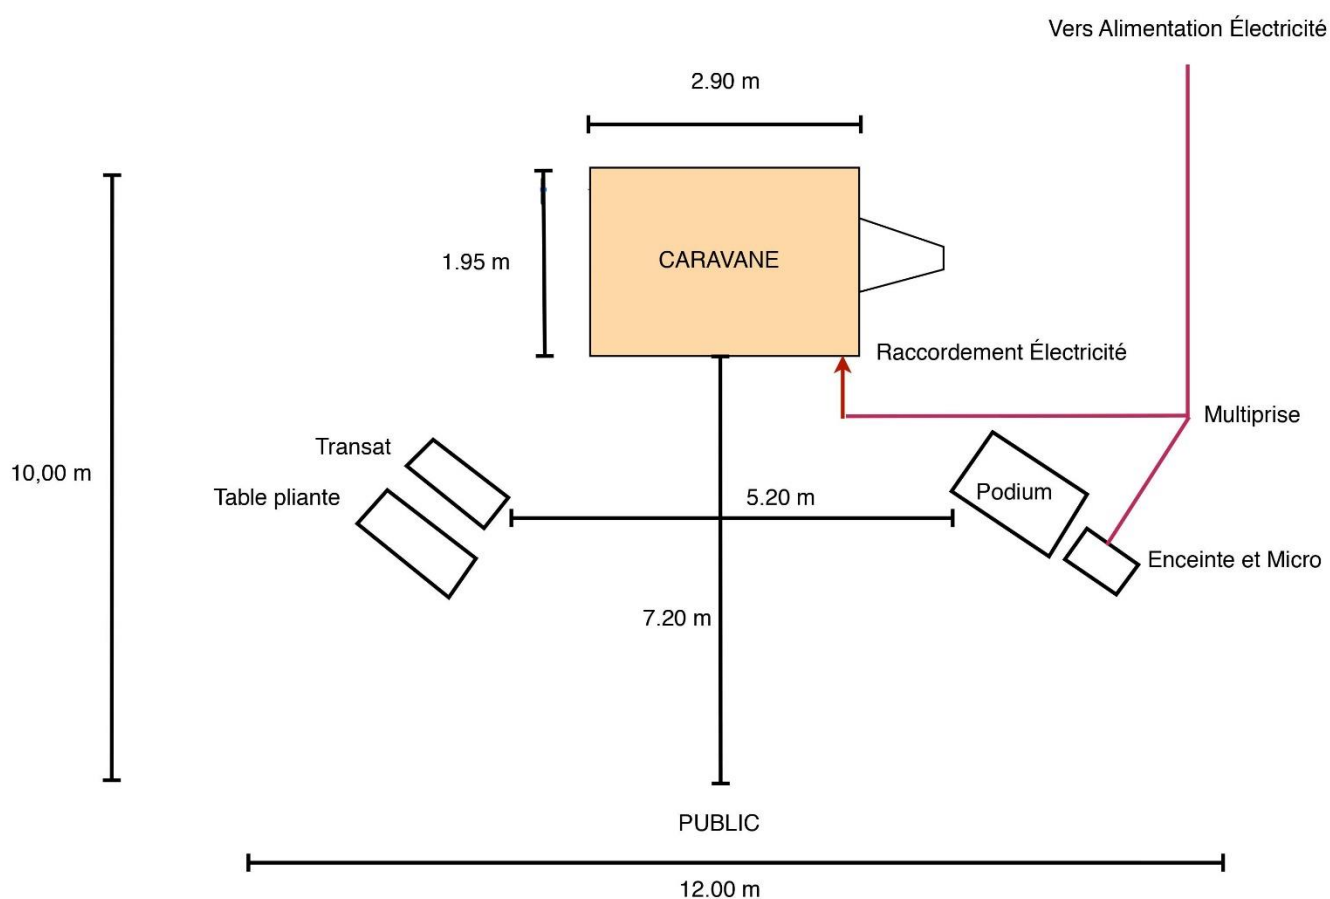 Vers Alimentation Électricité
2.90 m
CARAVANE
1.95 m
Raccordement Électricité
Multiprise
Transat
10,00 m
Table pliante
5.20 m
Podium
Enceinte et Micro
7.20 m
PUBLIC
12.00 m